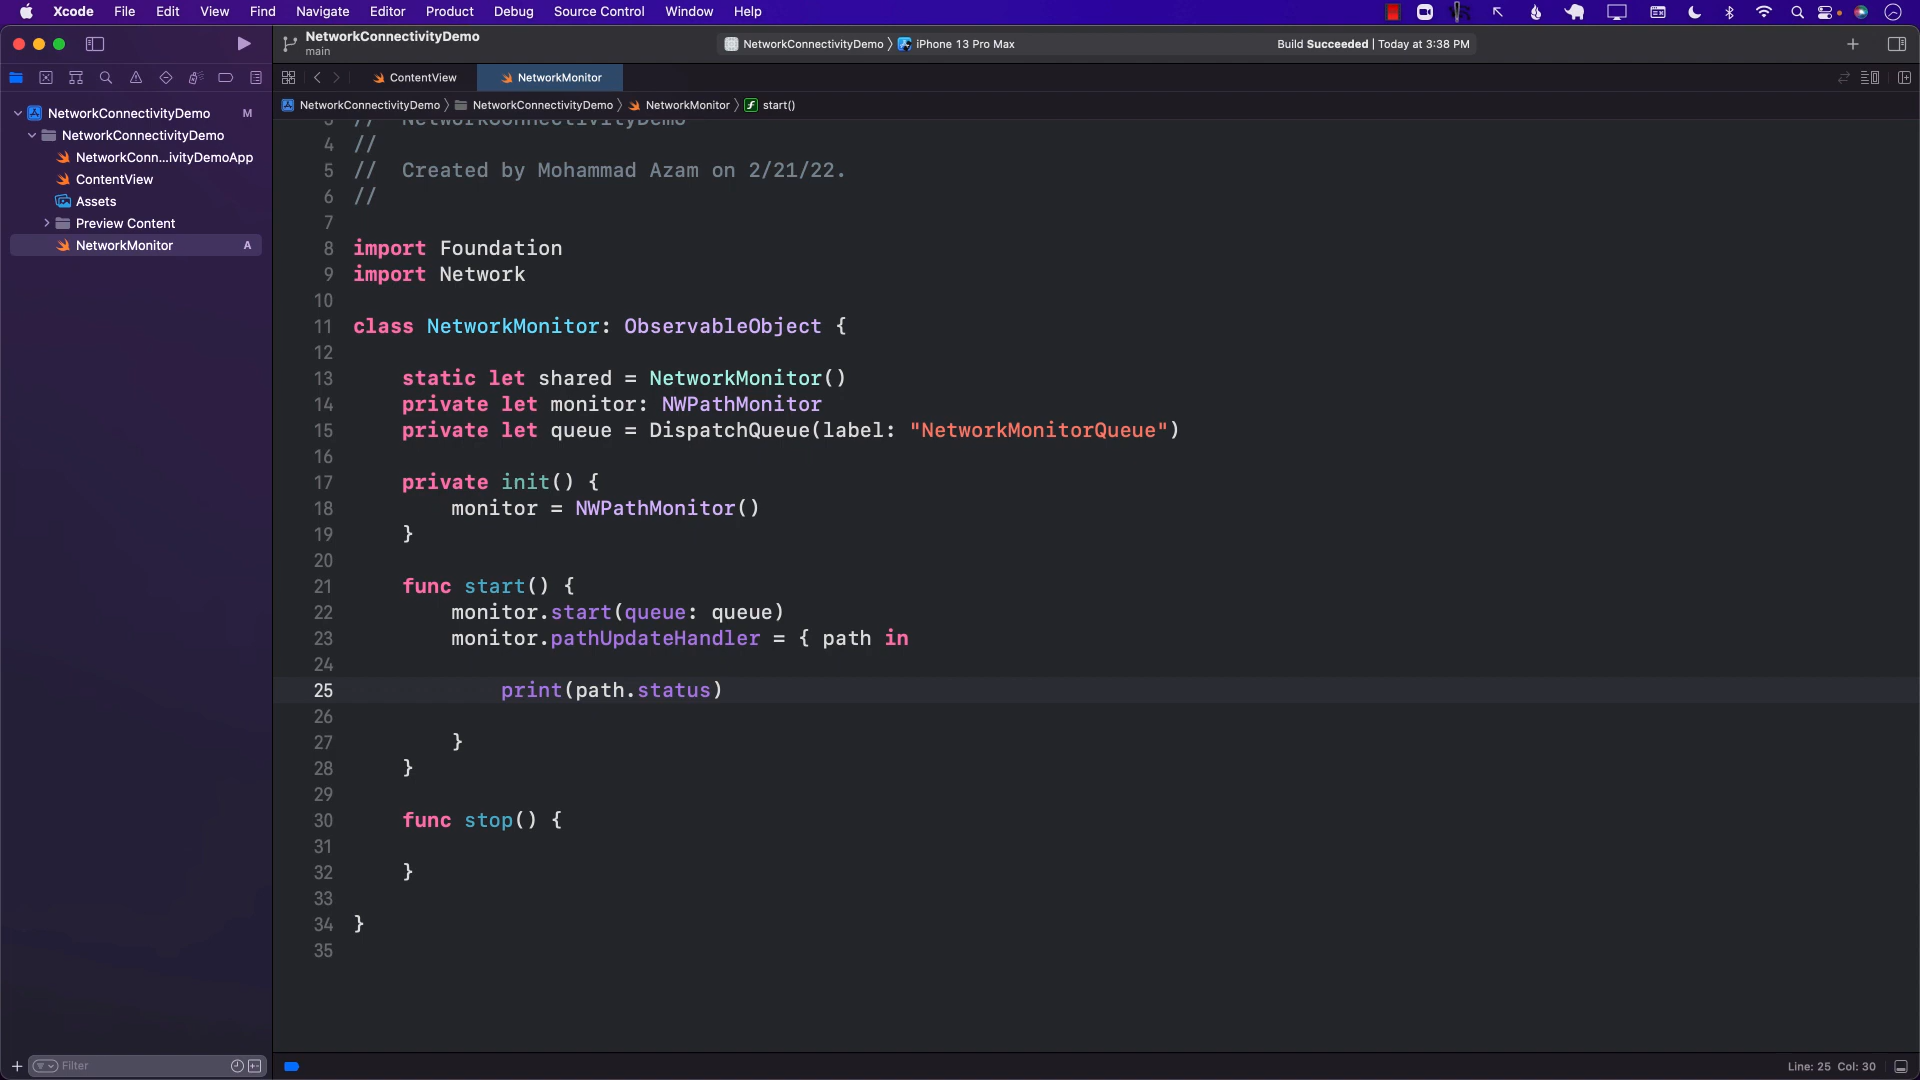 Xcode File Edit View Find Navigate Editor Product Debug Source Control Window Help
NetworkConnectivityDemo
main
NetworkConnectivityDemo 〉 iPhone 13 Pro Max
Build Succeeded | Today at 3:38 PM
ContentView
NetworkMonitor
NetworkConnectivityDemo 〉 NetworkConnectivityDemo 〉 NetworkMonitor 〉 start()
NetworkConnectivityDemo M
NetworkConnectivityDemo
NetworkConn...ivityDemoApp
ContentView
Assets
Preview Content
NetworkMonitor A
3 // NetworkConnectivityDemo
4 //
5 // Created by Mohammad Azam on 2/21/22.
6 //
7
8 import Foundation
9 import Network
10
11 class NetworkMonitor: ObservableObject {
12
13 static let shared = NetworkMonitor()
14 private let monitor: NWPathMonitor
15 private let queue = DispatchQueue(label: "NetworkMonitorQueue")
16
17 private init() {
18 monitor = NWPathMonitor()
19 }
20
21 func start() {
22 monitor.start(queue: queue)
23 monitor.pathUpdateHandler = { path in
24
25 print(path.status)
26
27 }
28 }
29
30 func stop() {
31
32 }
33
34 }
35
Filter
Line: 25 Col: 30